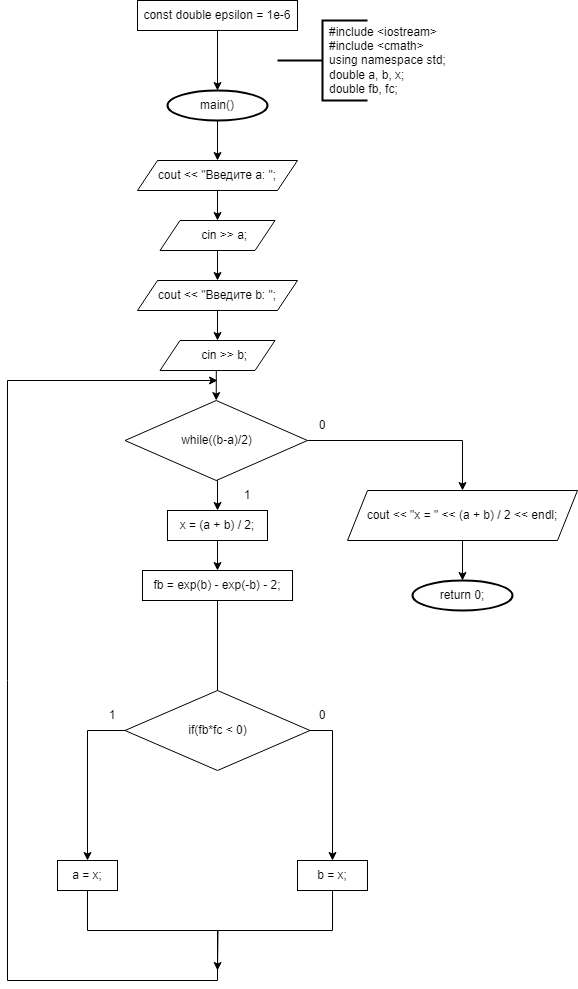 const double epsilon = 1e-6
#include <iostream>
#include <cmath>
using namespace std;
double a, b, x;
double fb, fc;
main()
cout << "Введите a: ";
cin >> a;
cout << "Введите b: ";
cin >> b;
while((b-a)/2)
0
1
x = (a + b) / 2;
cout << "x = " << (a + b) / 2 << endl;
fb = exp(b) - exp(-b) - 2;
return 0;
1
0
if(fb*fc < 0)
a = x;
b = x;